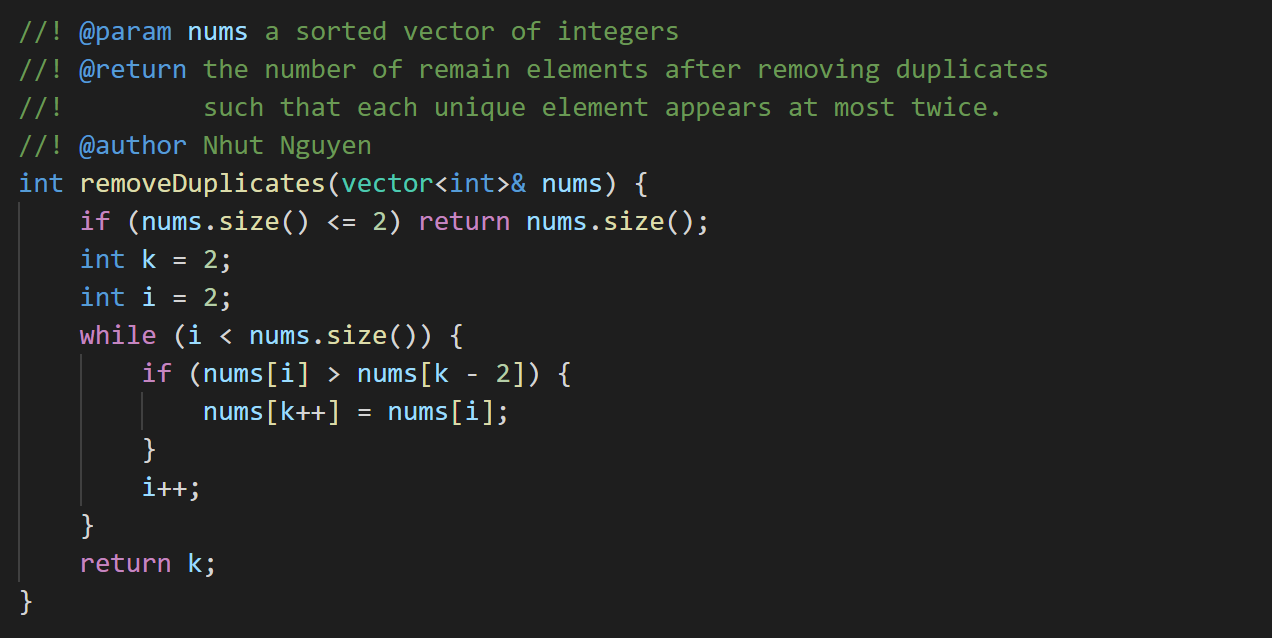 //! @param nums a sorted vector of integers
//! @return the number of remain elements after removing duplicates
//!         such that each unique element appears at most twice.
//! @author Nhut Nguyen
int removeDuplicates(vector<int>& nums) {
    if (nums.size() <= 2) return nums.size();
    int k = 2;
    int i = 2;
    while (i < nums.size()) {
        if (nums[i] > nums[k - 2]) {
            nums[k++] = nums[i];
        }
        i++;
    }
    return k;
}